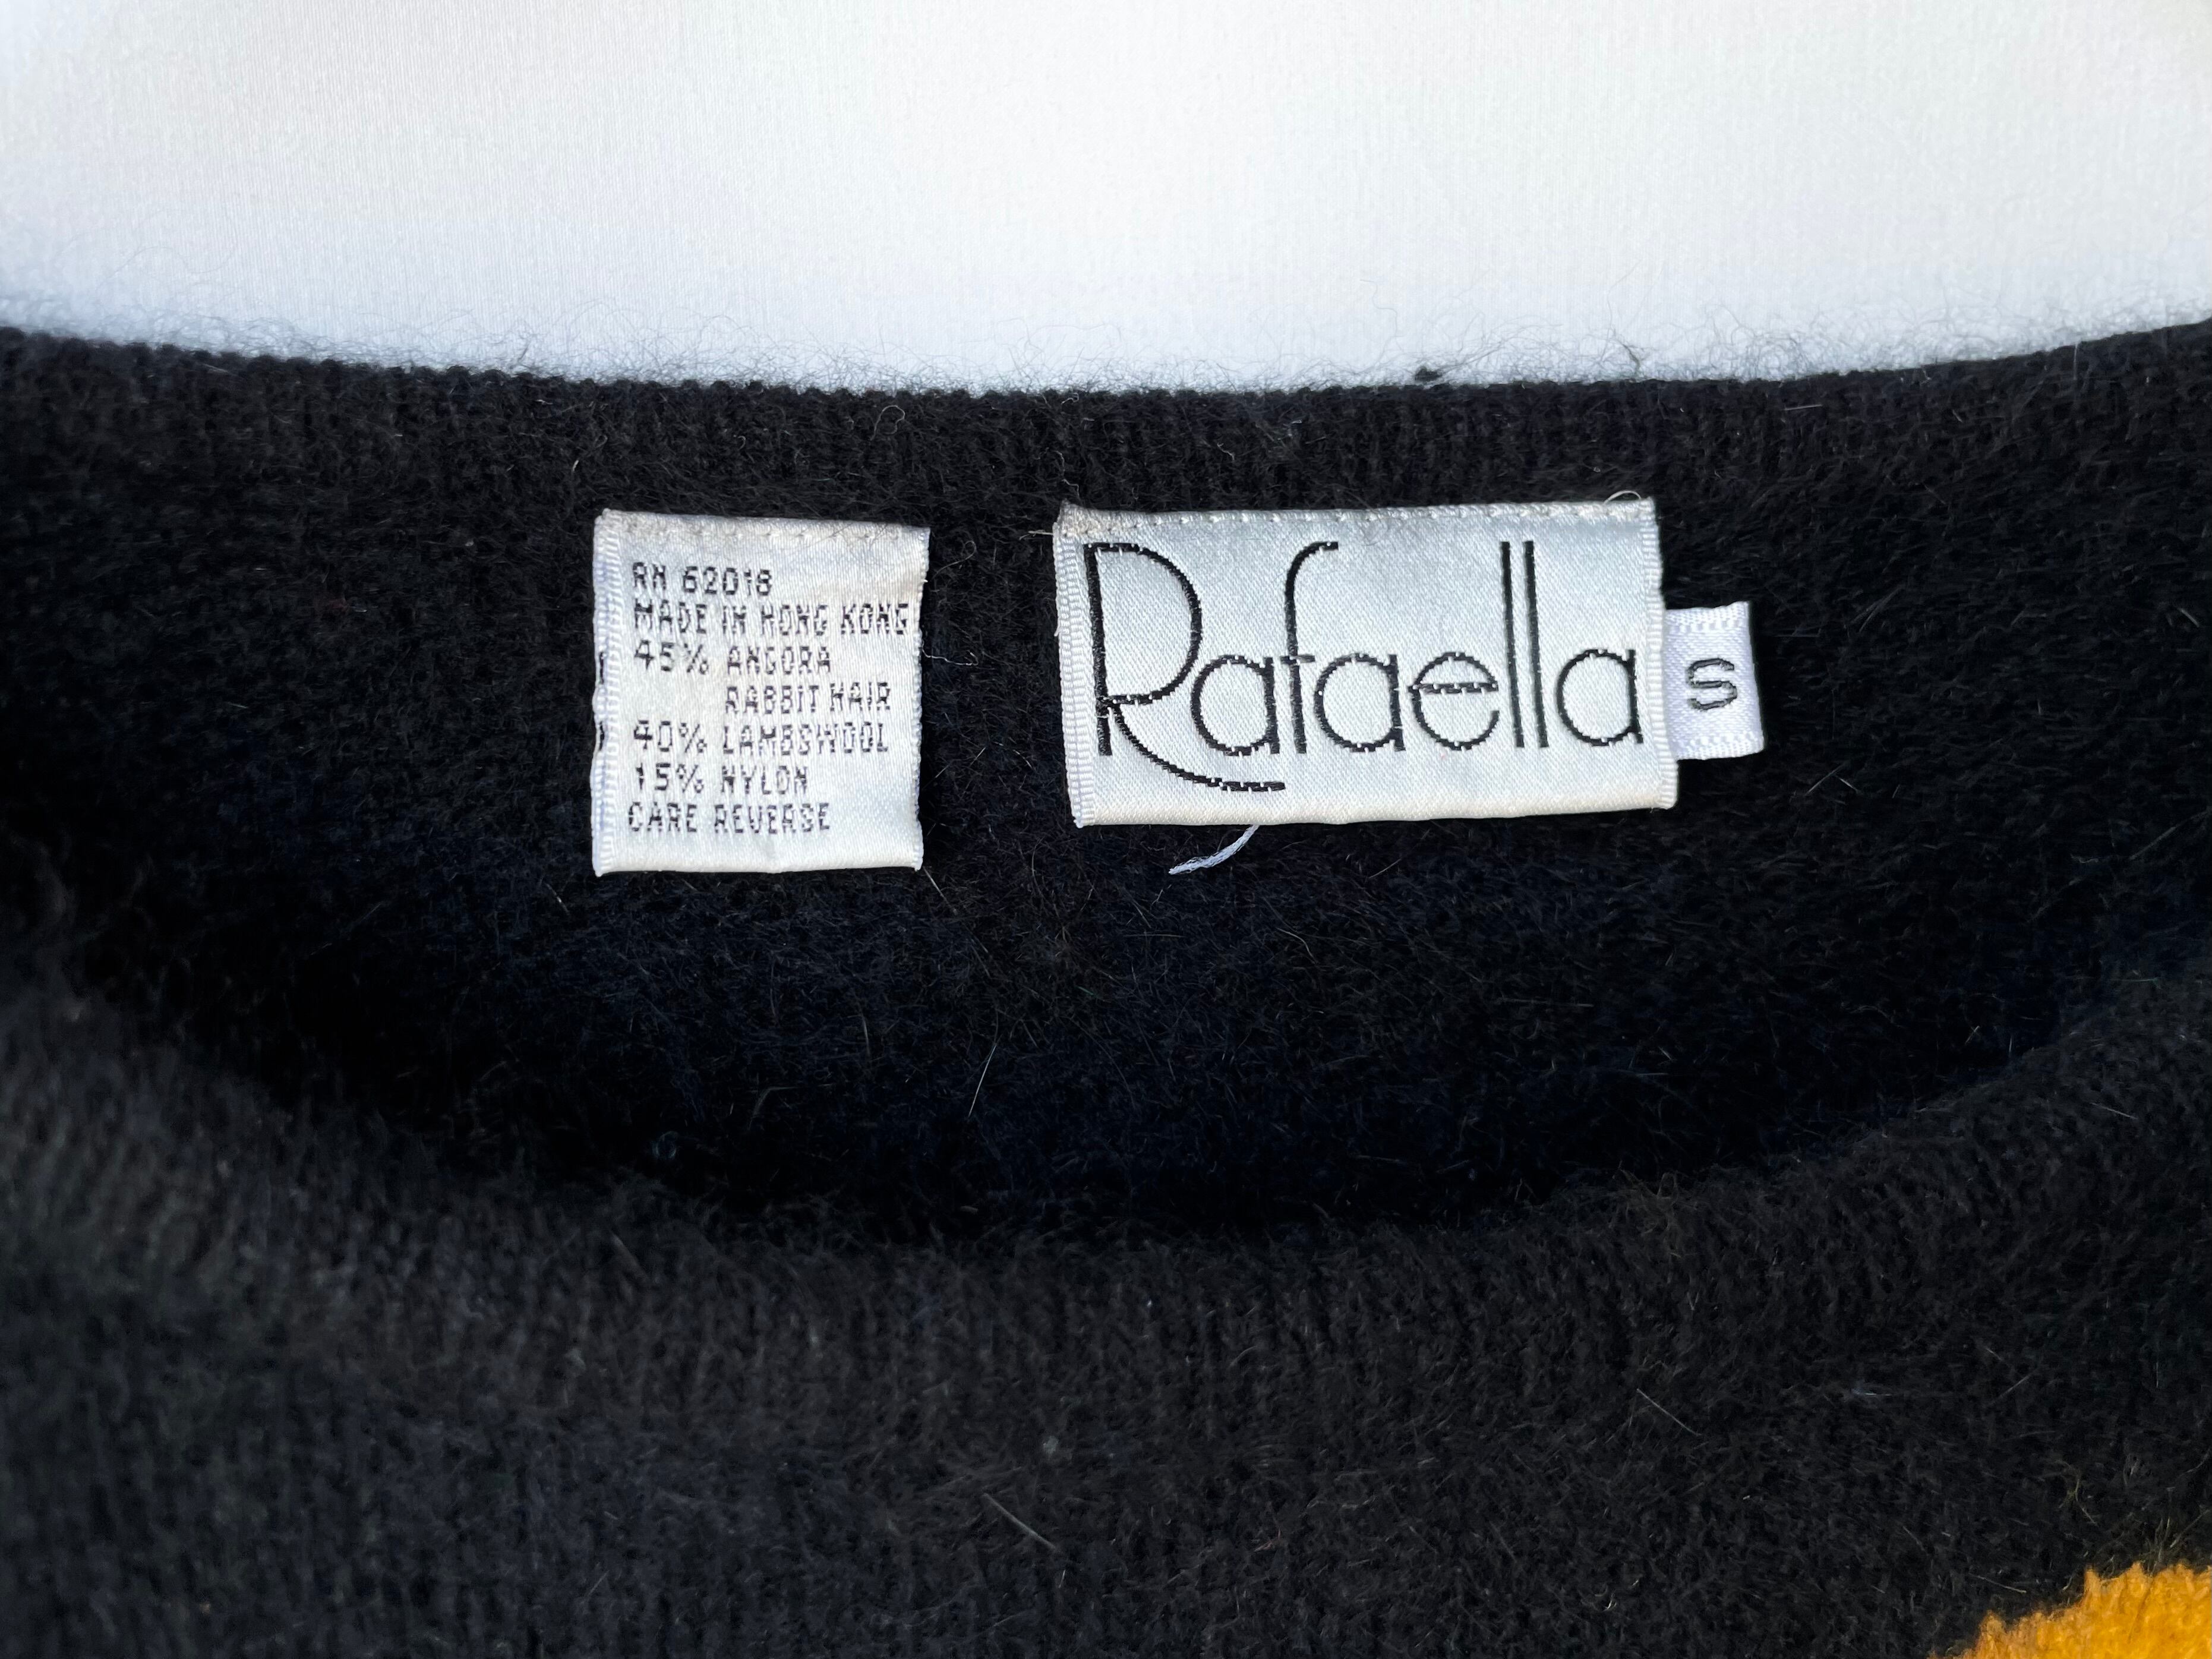 RN 62018
MADE IN HONG KONG
45% ANGORA
RABBIT HAIR
40% LAMBSWOOL
15% NYLON
CARE REVERSE
Rafaella
S